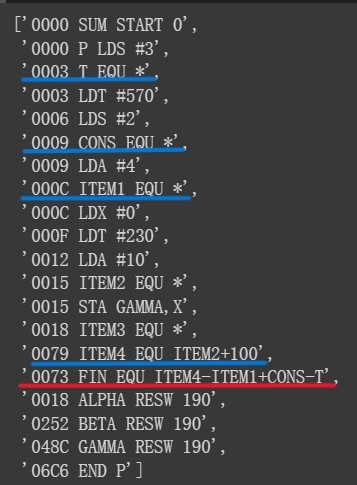 ['0000 SUM START 0',
'0000 P LDS #3',
'0003 T EQU *',
'0003 LDT #570',
'0006 LDS #2',
'0009 CONS EQU *',
'0009 LDA #4',
'000C ITEM1 EQU *',
'000C LDX #0',
'000F LDT #230',
'0012 LDA #10',
'0015 ITEM2 EQU *',
'0015 STA GAMMA,X',
'0018 ITEM3 EQU *',
'0079 ITEM4 EQU ITEM2+100',
'0073 FIN EQU ITEM4-ITEM1+CONS-T',
'0018 ALPHA RESW 190',
'0252 BETA RESW 190',
'048C GAMMA RESW 190',
'06C6 END P']